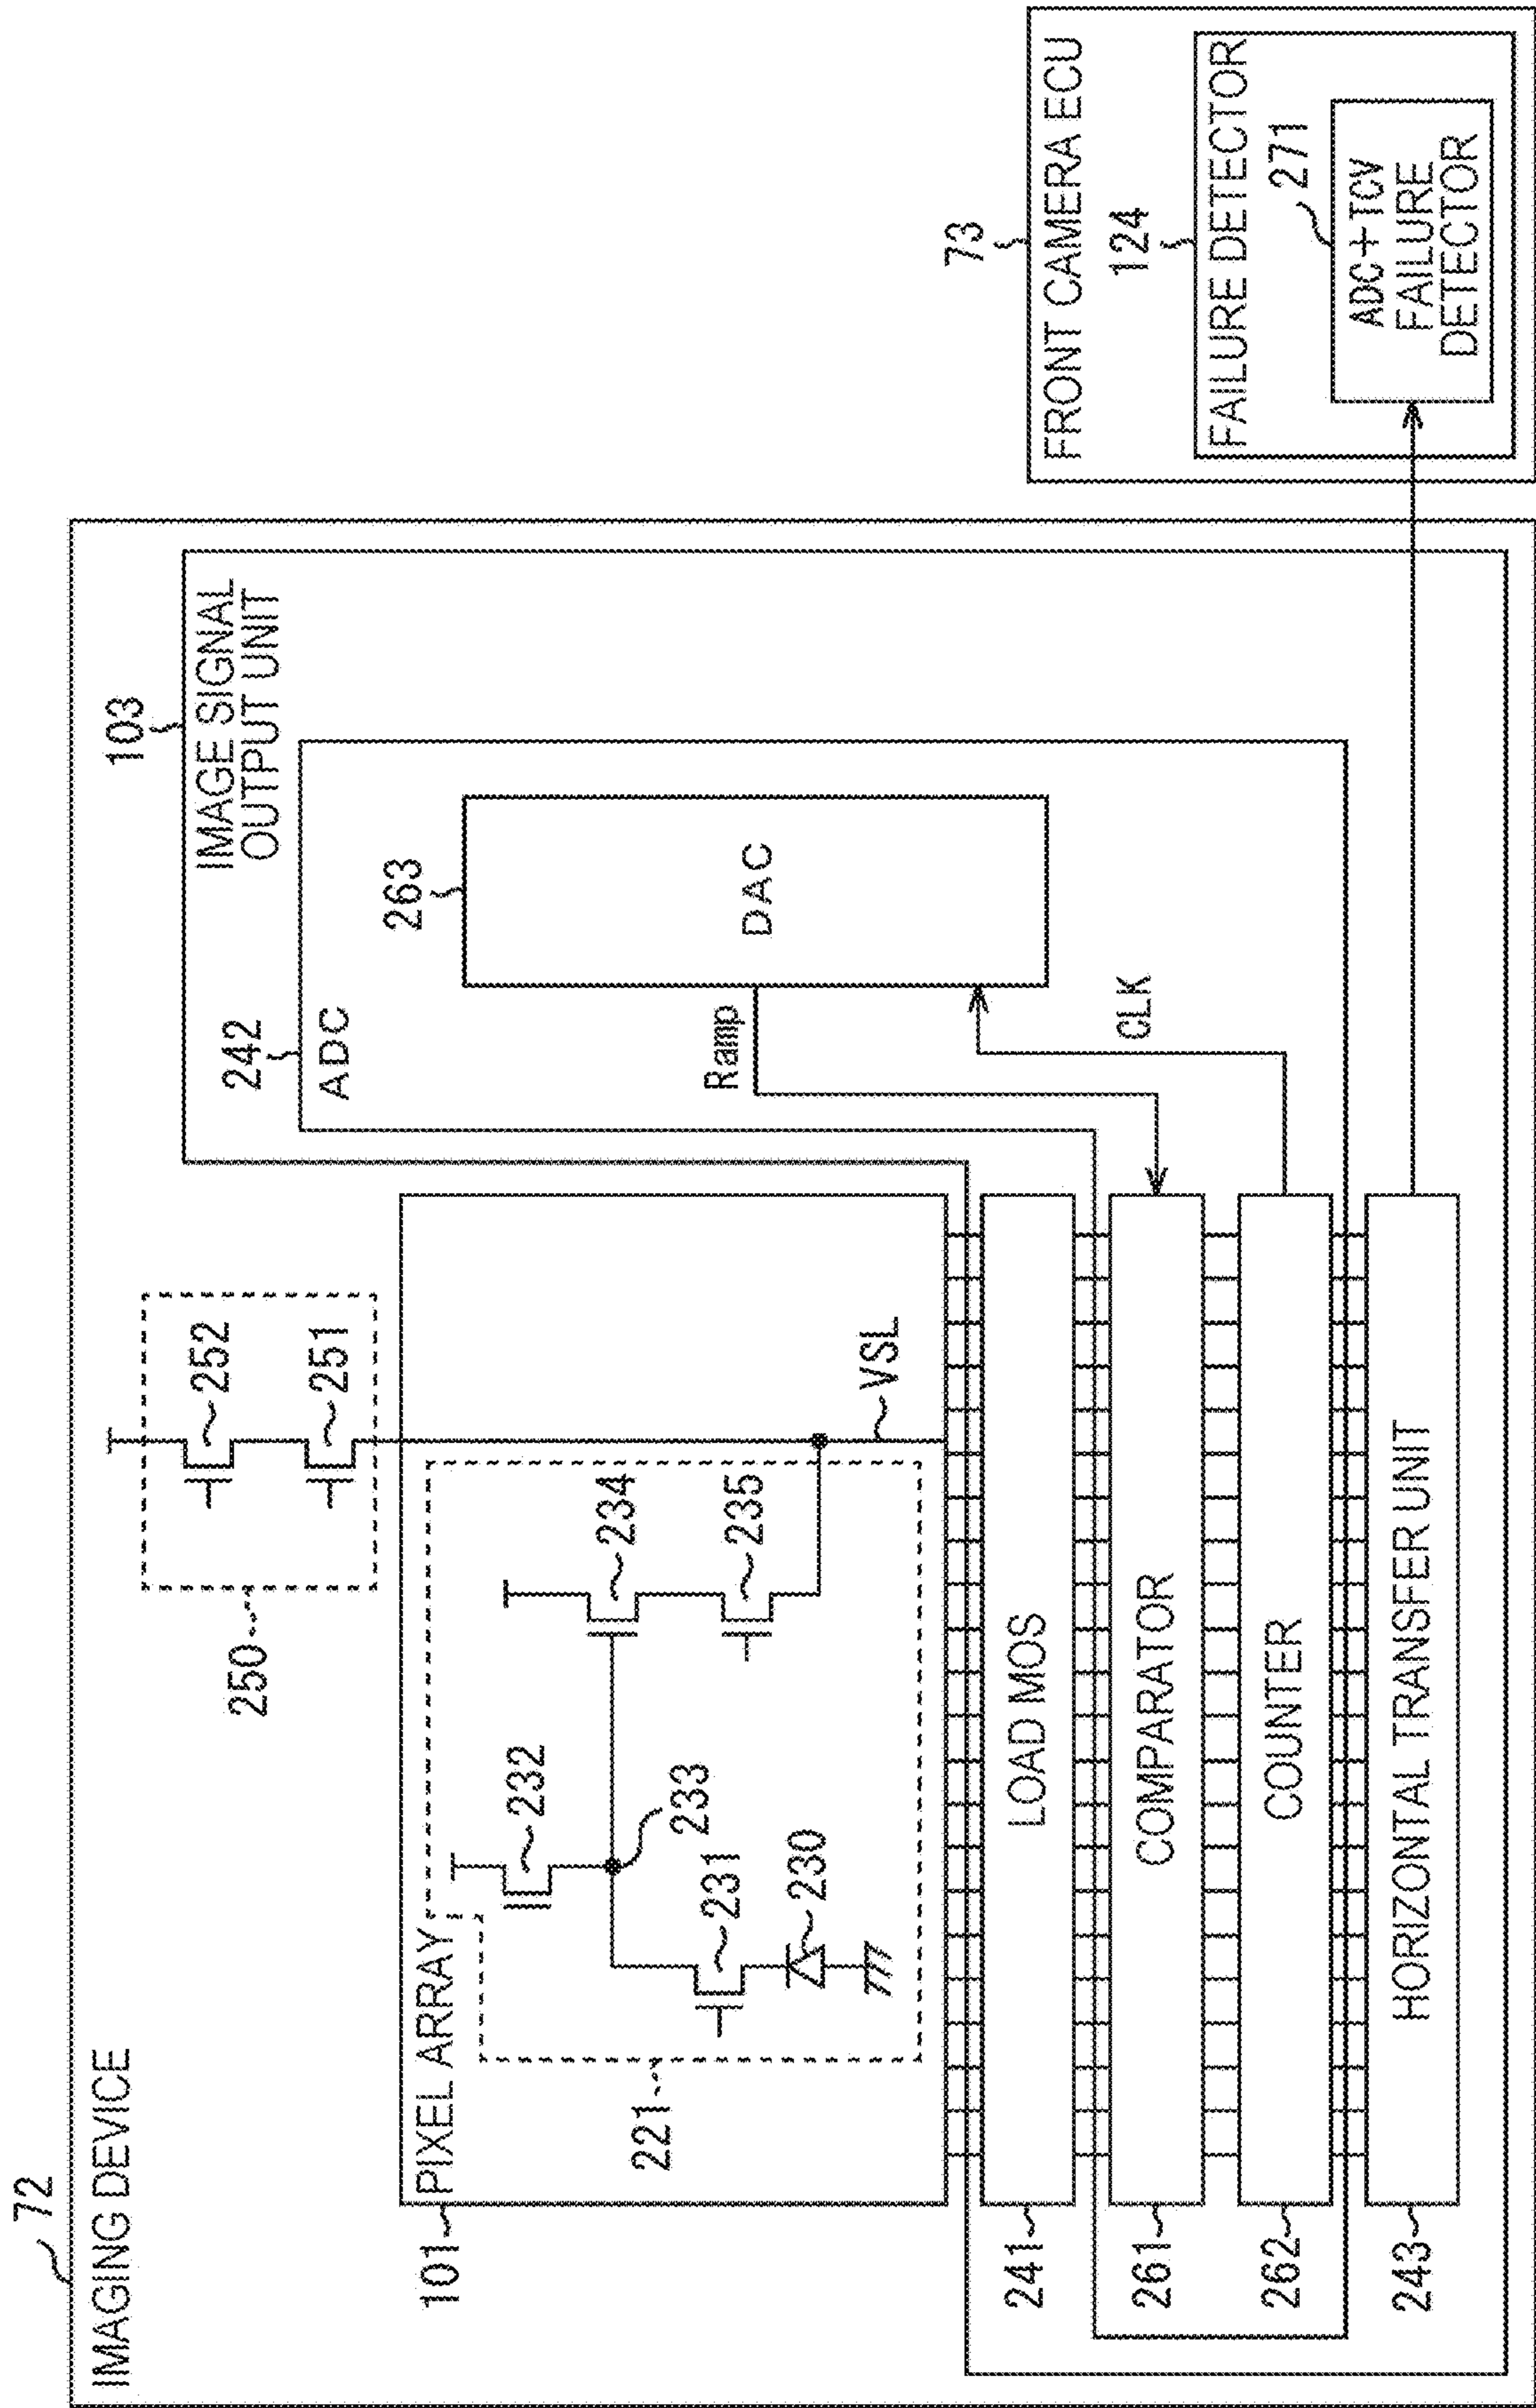 72
IMAGING DEVICE
250
252
251
103
IMAGE SIGNAL
OUTPUT UNIT
101
PIXEL ARRAY
221
232
233
231
230
234
235
VSL
242
ADC
263
DAC
Ramp
CLK
241
LOAD MOS
261
COMPARATOR
262
COUNTER
243
HORIZONTAL TRANSFER UNIT
73
FRONT CAMERA ECU
124
FAILURE DETECTOR
271
ADC+TCV
FAILURE
DETECTOR